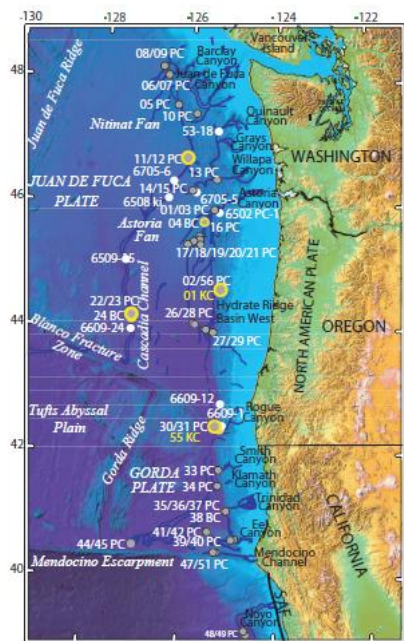 -130
-128
-126
-124
-122
48
46
44
42
40
Vancouver
Island
Barclay
Canyon
08/09 PC
Juan de Fuca
Canyon
06/07 PC
Juan de Fuca Ridge
05 PC
10 PC
Nitinat Fan
53-18
Quinault
Canyon
Grays
Canyon
Willapa
Canyon
WASHINGTON
11/12 PC
6705-6
13 PC
JUAN DE FUCA
PLATE
14/15 PC
6705-5
Astoria
Canyon
6508 k1
01/03 PC
6502 PC-1
04 BC
16 PC
Astoria
Fan
17/18/19/20/21 PC
6509-15
Cascadia Channel
02/56 PC
01 KC
Hydrate Ridge
Basin West
22/23 PC
24 BC
6609-24
26/28 PC
27/29 PC
NORTH AMERICAN PLATE
OREGON
Blanco Fracture
Zone
6609-12
6609-1
Tufts Abyssal
Plain
30/31 PC
55 KC
Rogue
Canyon
Gorda Ridge
Smith
Canyon
33 PC
GORDA
PLATE
34 PC
Klamath
Canyon
35/36/37 PC
38 BC
Trinidad
Canyon
41/42 PC
39/40 PC
Eel
Canyon
44/45 PC
Mendocino Escarpment
47/51 PC
Mendocino
Channel
CALIFORNIA
SAF
Noyo
Canyon
48/49 PC